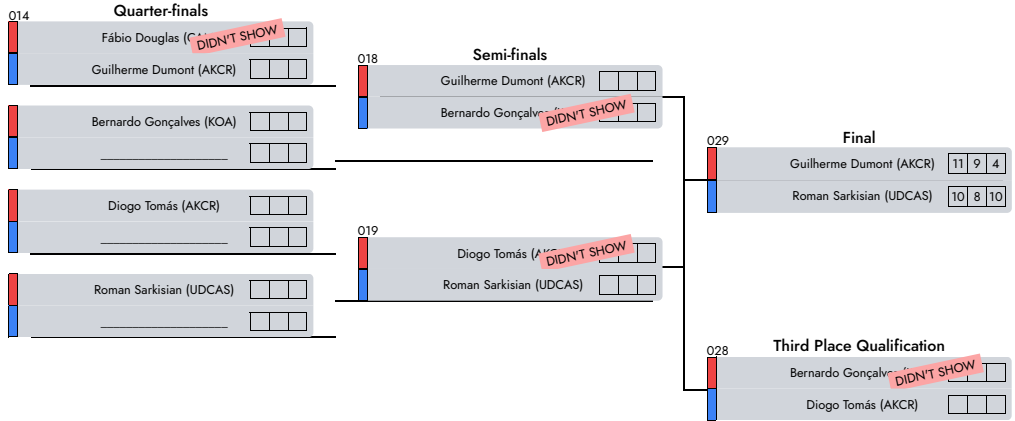 Quarter-finals
014
Fábio Douglas
DIDN'T SHOW
Guilherme Dumont (AKCR)
Bernardo Gonçalves (KOA)
Diogo Tomás (AKCR)
Roman Sarkisian (UDCAS)
Semi-finals
018
Guilherme Dumont (AKCR)
Bernardo
DIDN'T SHOW
019
Diogo Tomás
DIDN'T SHOW
Roman Sarkisian (UDCAS)
Final
029
Guilherme Dumont (AKCR) 11 9 4
Roman Sarkisian (UDCAS) 10 8 10
Third Place Qualification
028
Bernardo
DIDN'T SHOW
Diogo Tomás (AKCR)